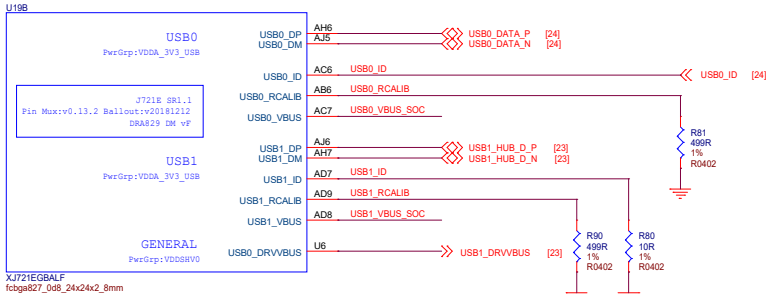 U19B
USB0
PwrGrp:VDDA_3V3_USB
J721E SR1.1
Pin Mux:v0.13.2 Ballout:v20181212
DRA829 DM vF
USB1
PwrGrp:VDDA_3V3_USB
GENERAL
PwrGrp:VDDSHV0
USB0_DP AH6 USB0_DATA_P [24]
USB0_DM AJ5 USB0_DATA_N [24]
USB0_ID AC6 USB0_ID USB0_ID [24]
USB0_RCALIB AB6 USB0_RCALIB
USB0_VBUS AC7 USB0_VBUS_SOC
USB1_DP AJ6 USB1_HUB_D_P [23]
USB1_DM AH7 USB1_HUB_D_N [23]
USB1_ID AD7 USB1_ID
USB1_RCALIB AD9 USB1_RCALIB
USB1_VBUS AD8 USB1_VBUS_SOC
USB0_DRVVBUS U6 USB1_DRVVBUS [23]
R81
499R
1%
R0402
R90
499R
1%
R0402
R80
10R
1%
R0402
XJ721EGBALF
fcbga827_0d8_24x24x2_8mm